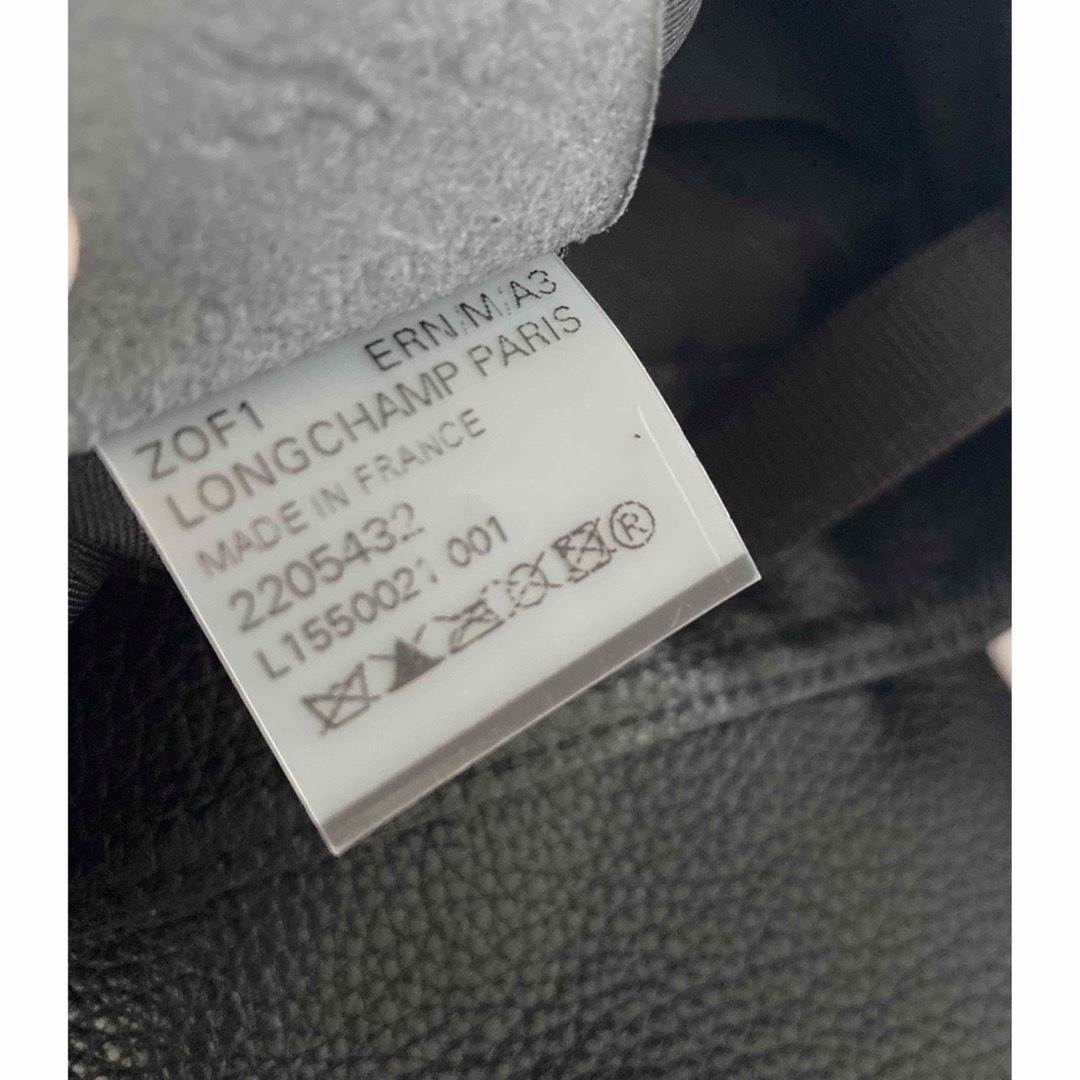 ERN/M/A3
ZOF1
LONGCHAMP PARIS
MADE IN FRANCE
2205432
L1550021 001
®